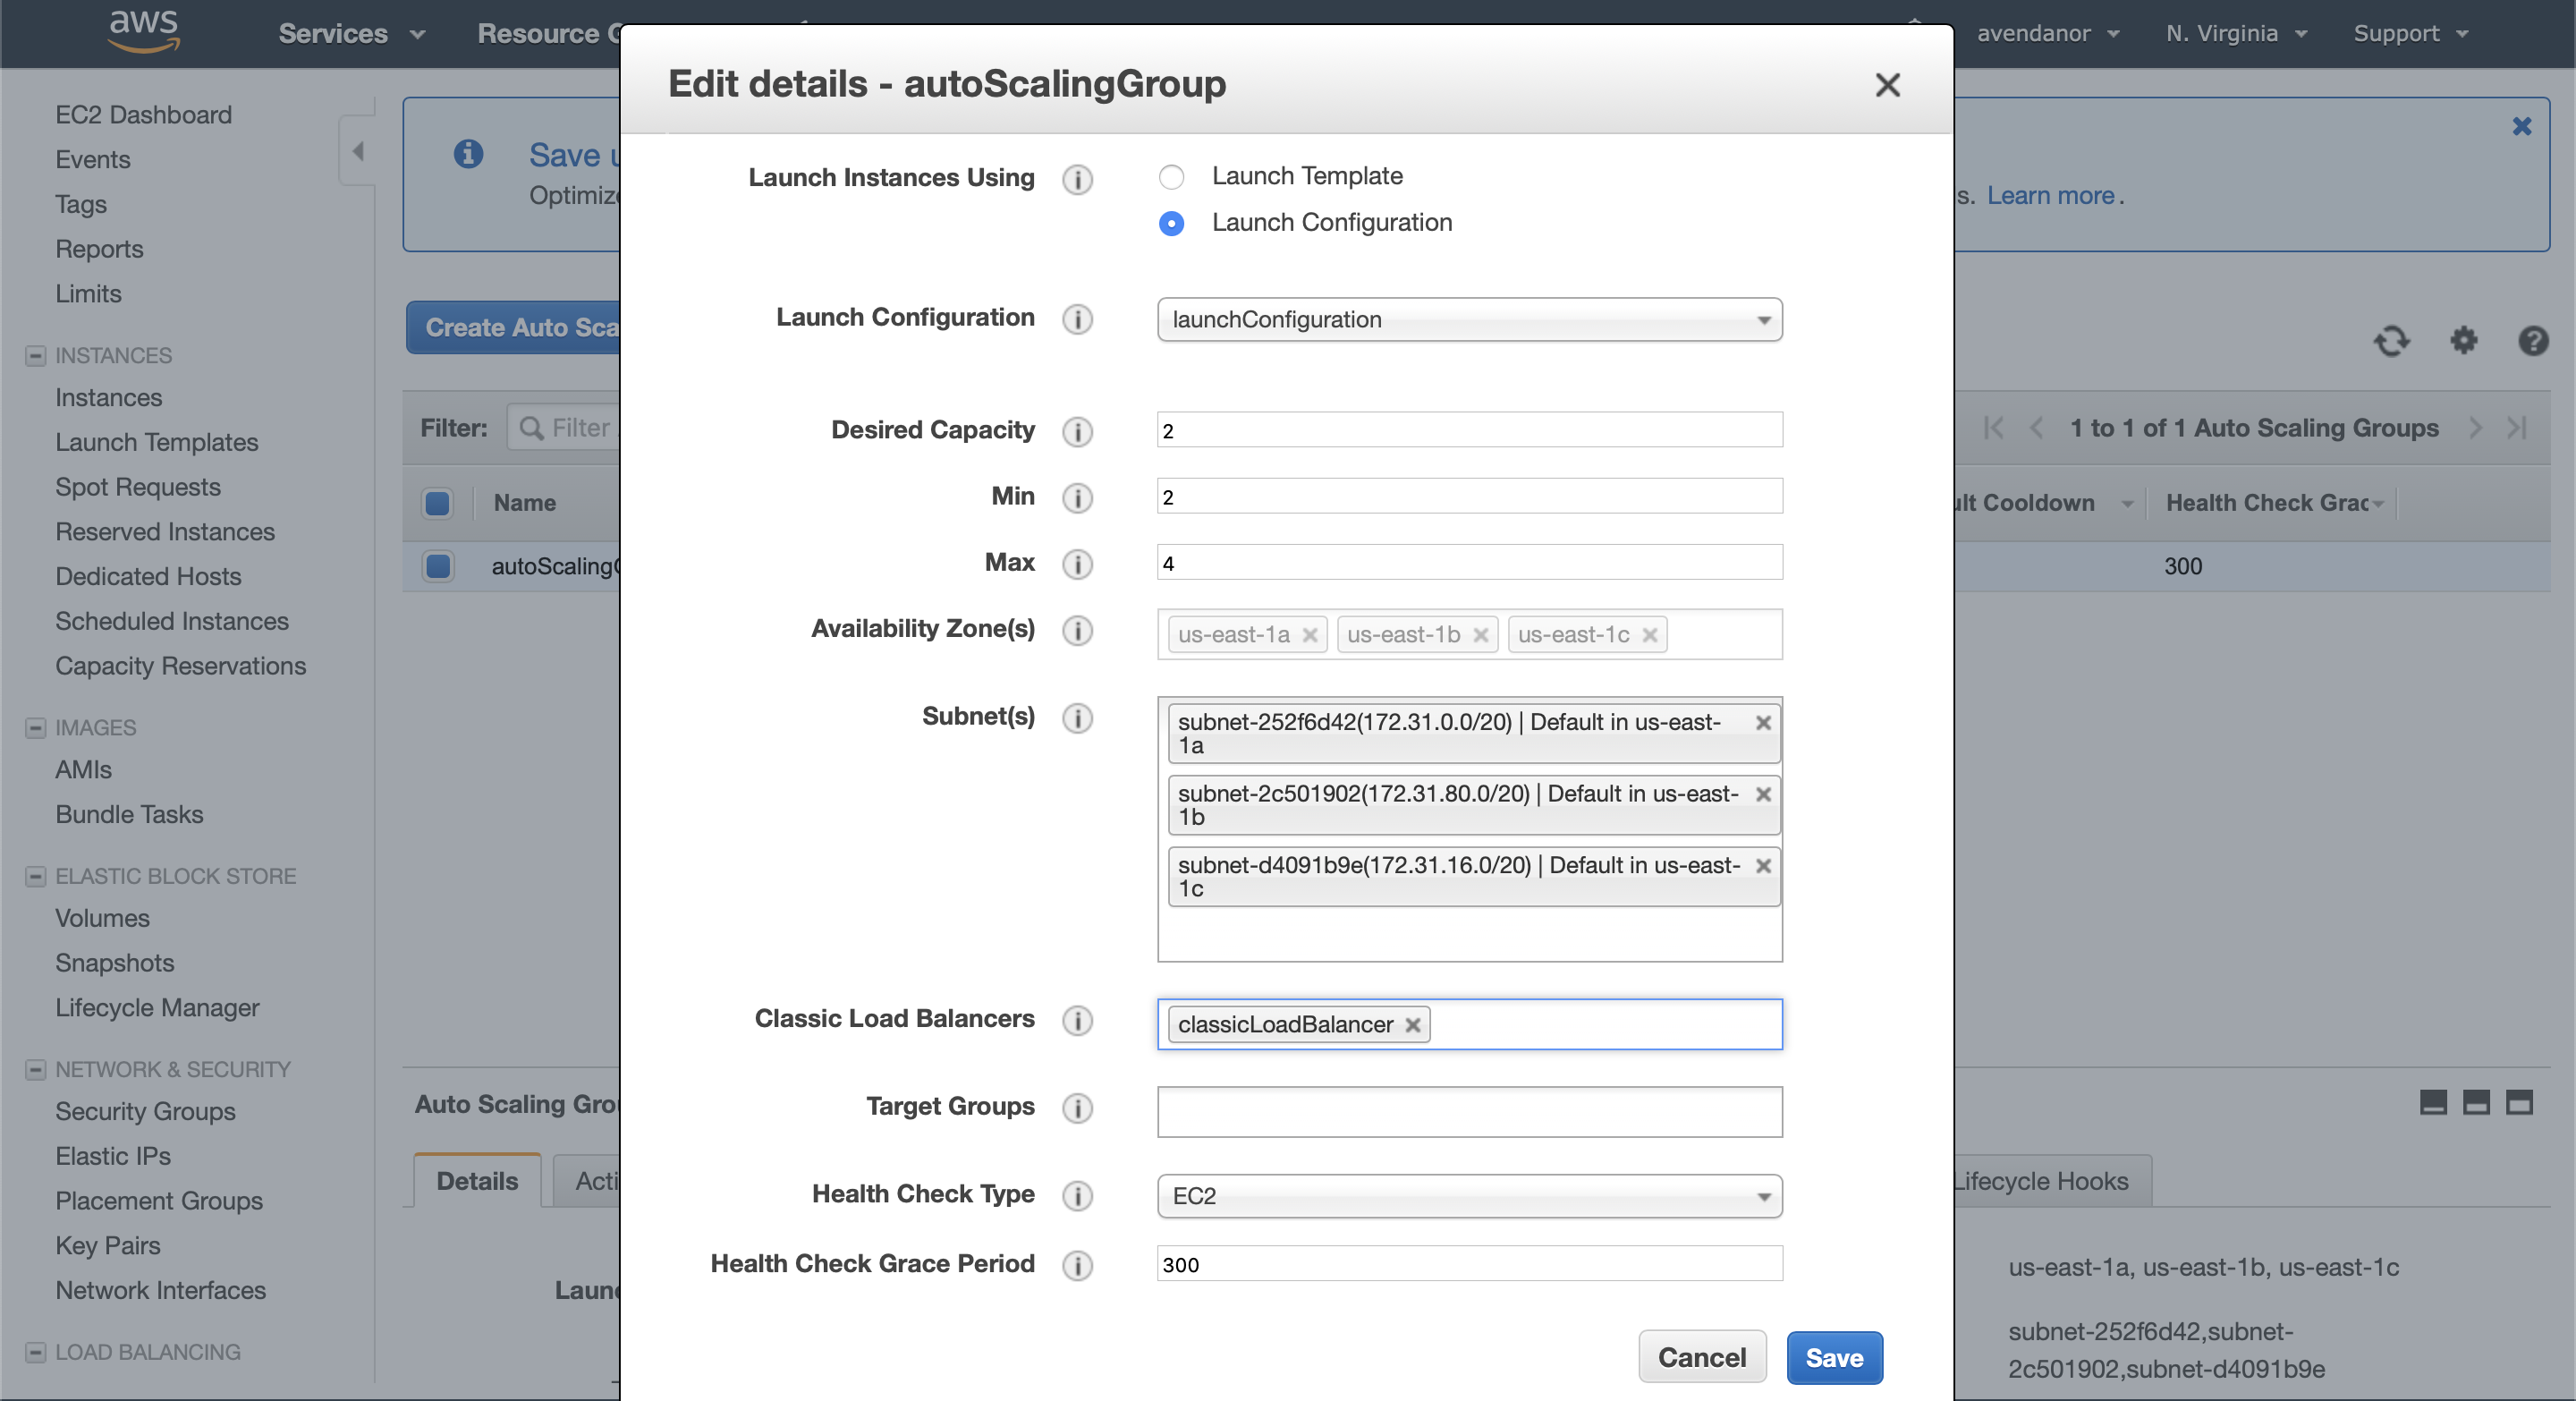 aws
Services
Resource G
avendanor
N. Virginia
Support
EC2 Dashboard
Events
Tags
Reports
Limits
INSTANCES
Instances
Launch Templates
Spot Requests
Reserved Instances
Dedicated Hosts
Scheduled Instances
Capacity Reservations
IMAGES
AMIs
Bundle Tasks
ELASTIC BLOCK STORE
Volumes
Snapshots
Lifecycle Manager
NETWORK & SECURITY
Security Groups
Elastic IPs
Placement Groups
Key Pairs
Network Interfaces
LOAD BALANCING
Save u
Optimize
s. Learn more.
Create Auto Sca
Filter:
Filter
1 to 1 of 1 Auto Scaling Groups
Name
ult Cooldown
Health Check Grac
autoScalingG
300
Auto Scaling Grou
Details
Acti
Lifecycle Hooks
Laun
us-east-1a, us-east-1b, us-east-1c
subnet-252f6d42,subnet-
2c501902,subnet-d4091b9e
Edit details - autoScalingGroup
Launch Instances Using
Launch Template
Launch Configuration
Launch Configuration
launchConfiguration
Desired Capacity
2
Min
2
Max
4
Availability Zone(s)
us-east-1a
us-east-1b
us-east-1c
Subnet(s)
subnet-252f6d42(172.31.0.0/20) | Default in us-east-
1a
subnet-2c501902(172.31.80.0/20) | Default in us-east-
1b
subnet-d4091b9e(172.31.16.0/20) | Default in us-east-
1c
Classic Load Balancers
classicLoadBalancer
Target Groups
Health Check Type
EC2
Health Check Grace Period
300
Cancel
Save